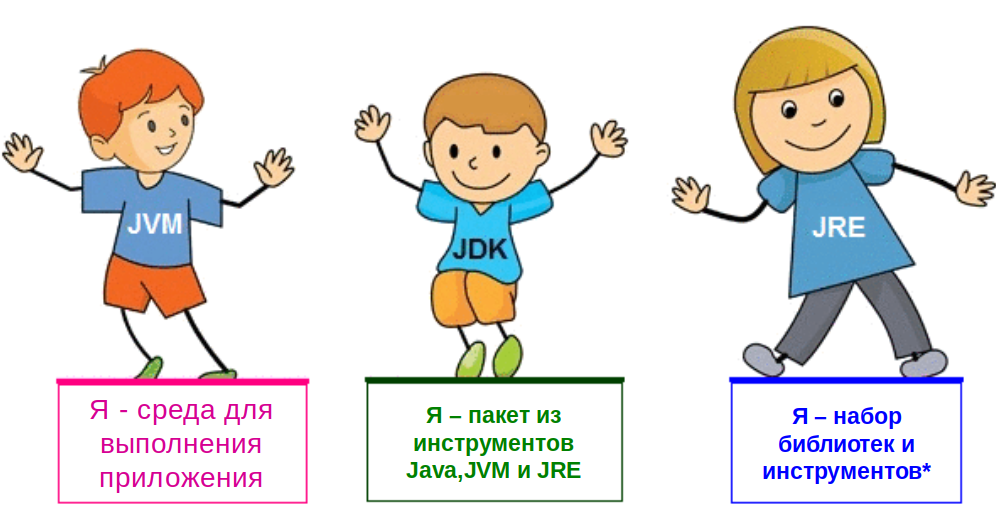 JVM
JDK
JRE
Я - среда для
выполнения
приложения
Я – пакет из
инструментов
Java,JVM и JRE
Я – набор
библиотек и
инструментов*